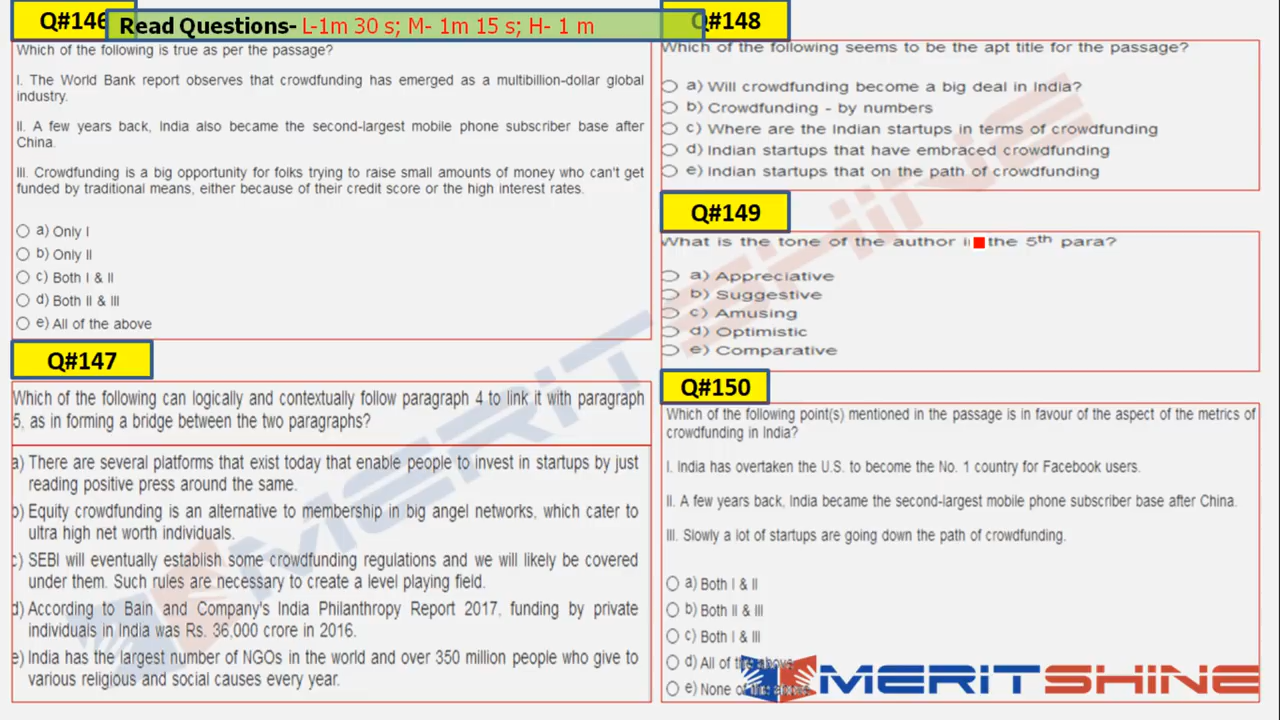 Q#146
Read Questions- L-1m 30 s; M- 1m 15 s; H- 1 m
Which of the following is true as per the passage?
I. The World Bank report observes that crowdfunding has emerged as a multibillion-dollar global
industry.
II. A few years back, India also became the second-largest mobile phone subscriber base after
China.
III. Crowdfunding is a big opportunity for folks trying to raise small amounts of money who can't get
funded by traditional means, either because of their credit score or the high interest rates.
a) Only I
b) Only II
c) Both I & II
d) Both II & III
e) All of the above
Q#147
Which of the following can logically and contextually follow paragraph 4 to link it with paragraph
5, as in forming a bridge between the two paragraphs?
a) There are several platforms that exist today that enable people to invest in startups by just
reading positive press around the same.
b) Equity crowdfunding is an alternative to membership in big angel networks, which cater to
ultra high net worth individuals.
c) SEBI will eventually establish some crowdfunding regulations and we will likely be covered
under them. Such rules are necessary to create a level playing field.
d) According to Bain and Company's India Philanthropy Report 2017, funding by private
individuals in India was Rs. 36,000 crore in 2016.
e) India has the largest number of NGOs in the world and over 350 million people who give to
various religious and social causes every year.
Q#148
Which of the following seems to be the apt title for the passage?
a) Will crowdfunding become a big deal in India?
b) Crowdfunding - by numbers
c) Where are the Indian startups in terms of crowdfunding
d) Indian startups that have embraced crowdfunding
e) Indian startups that on the path of crowdfunding
Q#149
What is the tone of the author in the 5th para?
a) Appreciative
b) Suggestive
c) Amusing
d) Optimistic
e) Comparative
Q#150
Which of the following point(s) mentioned in the passage is in favour of the aspect of the metrics of
crowdfunding in India?
I. India has overtaken the U.S. to become the No. 1 country for Facebook users.
II. A few years back, India became the second-largest mobile phone subscriber base after China.
III. Slowly a lot of startups are going down the path of crowdfunding.
a) Both I & II
b) Both II & III
c) Both I & III
d) All of the above
e) None of the above
MERITSHINE
MERITSHINE